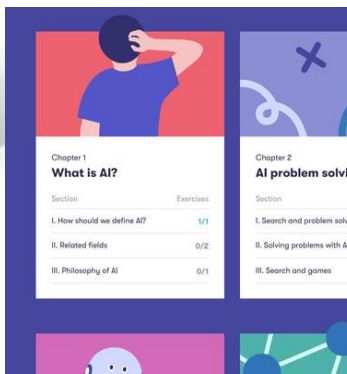 Chapter 1
What is AI?
Section Exercises
I. How should we define AI? 1/1
II. Related fields 0/2
III. Philosophy of AI 0/1
Chapter 2
AI problem
Section
I. Search and problem
II. Solving problems with
III. Search and games